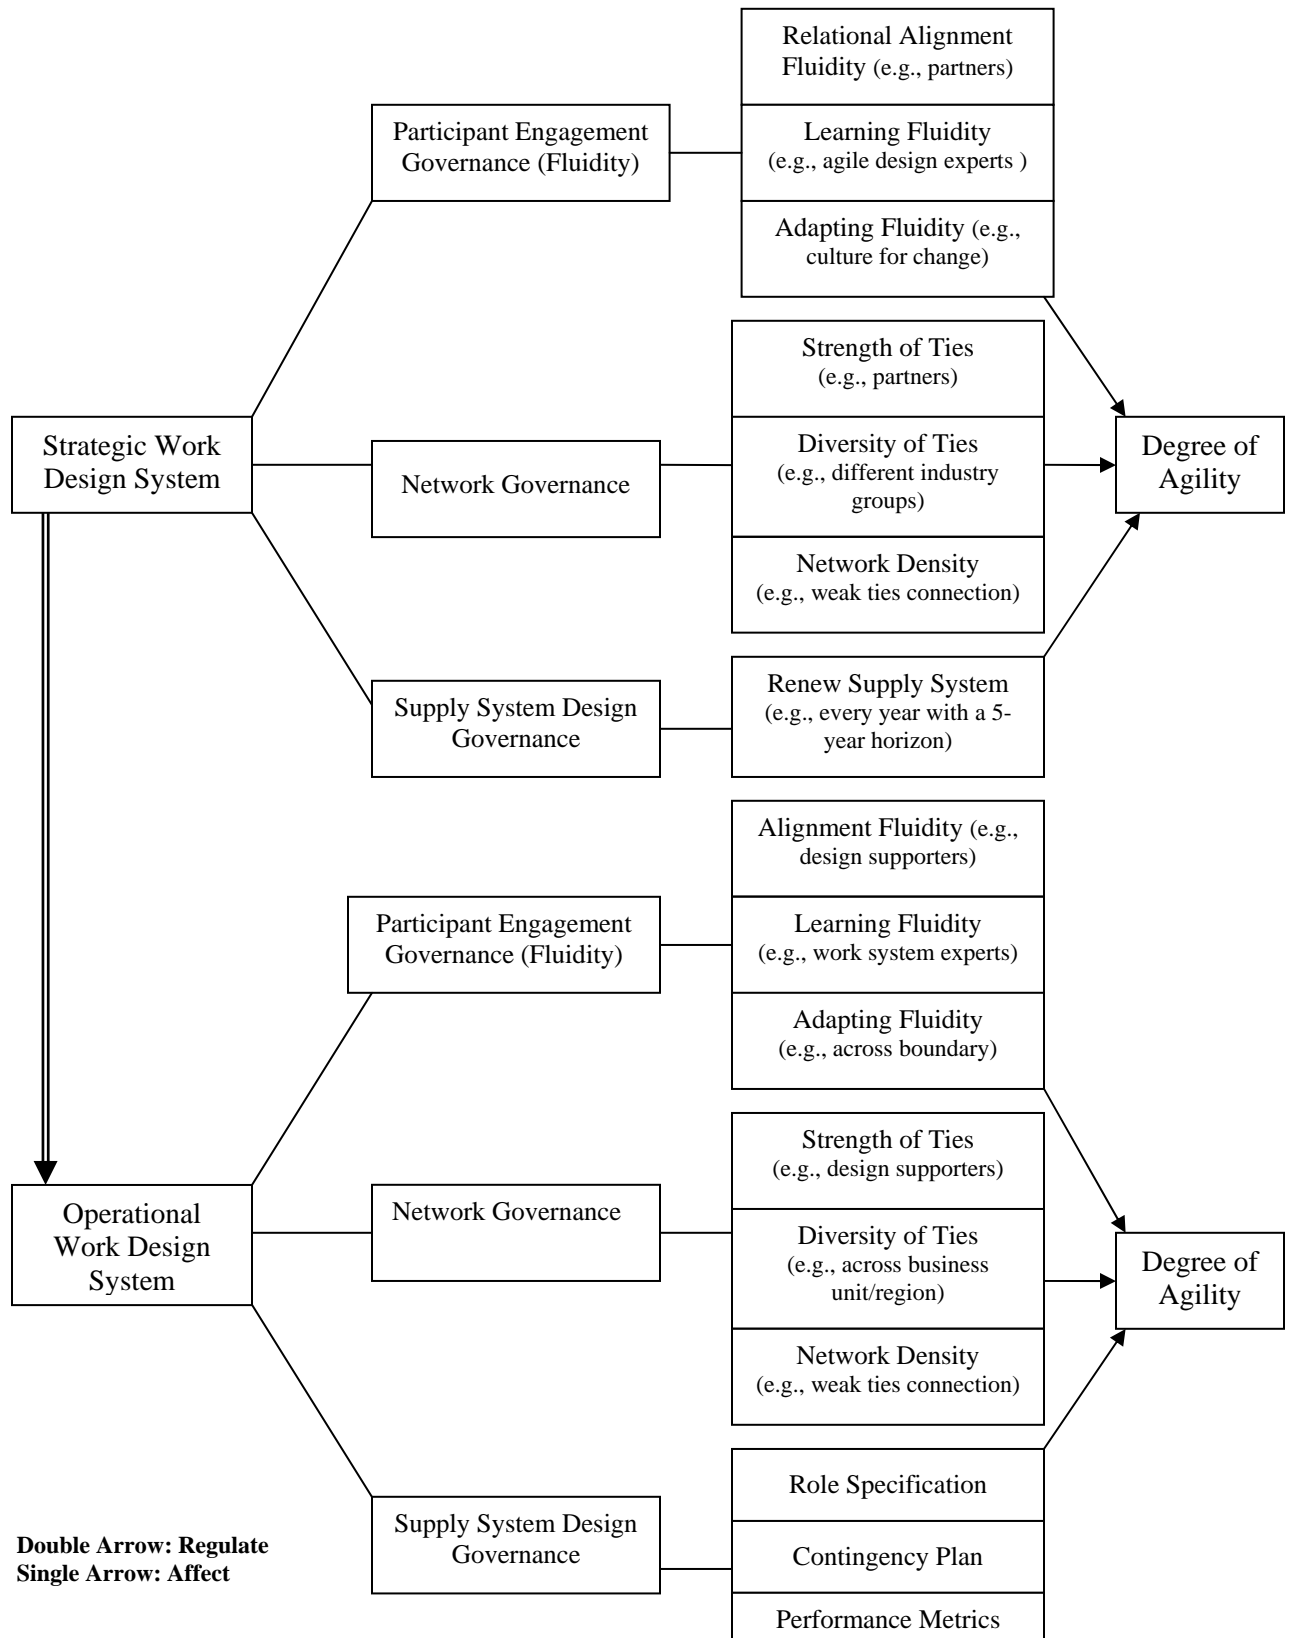 Relational Alignment
Fluidity (e.g., partners)
Participant Engagement
Governance (Fluidity)
Learning Fluidity
(e.g., agile design experts )
Adapting Fluidity (e.g.,
culture for change)
Strategic Work
Design System
Network Governance
Strength of Ties
(e.g., partners)
Diversity of Ties
(e.g., different industry
groups)
Network Density
(e.g., weak ties connection)
Degree of
Agility
Supply System Design
Governance
Renew Supply System
(e.g., every year with a 5-
year horizon)
Alignment Fluidity (e.g.,
design supporters)
Participant Engagement
Governance (Fluidity)
Learning Fluidity
(e.g., work system experts)
Adapting Fluidity
(e.g., across boundary)
Operational
Work Design
System
Network Governance
Strength of Ties
(e.g., design supporters)
Diversity of Ties
(e.g., across business
unit/region)
Network Density
(e.g., weak ties connection)
Degree of
Agility
Supply System Design
Governance
Role Specification
Contingency Plan
Performance Metrics
Double Arrow: Regulate
Single Arrow: Affect